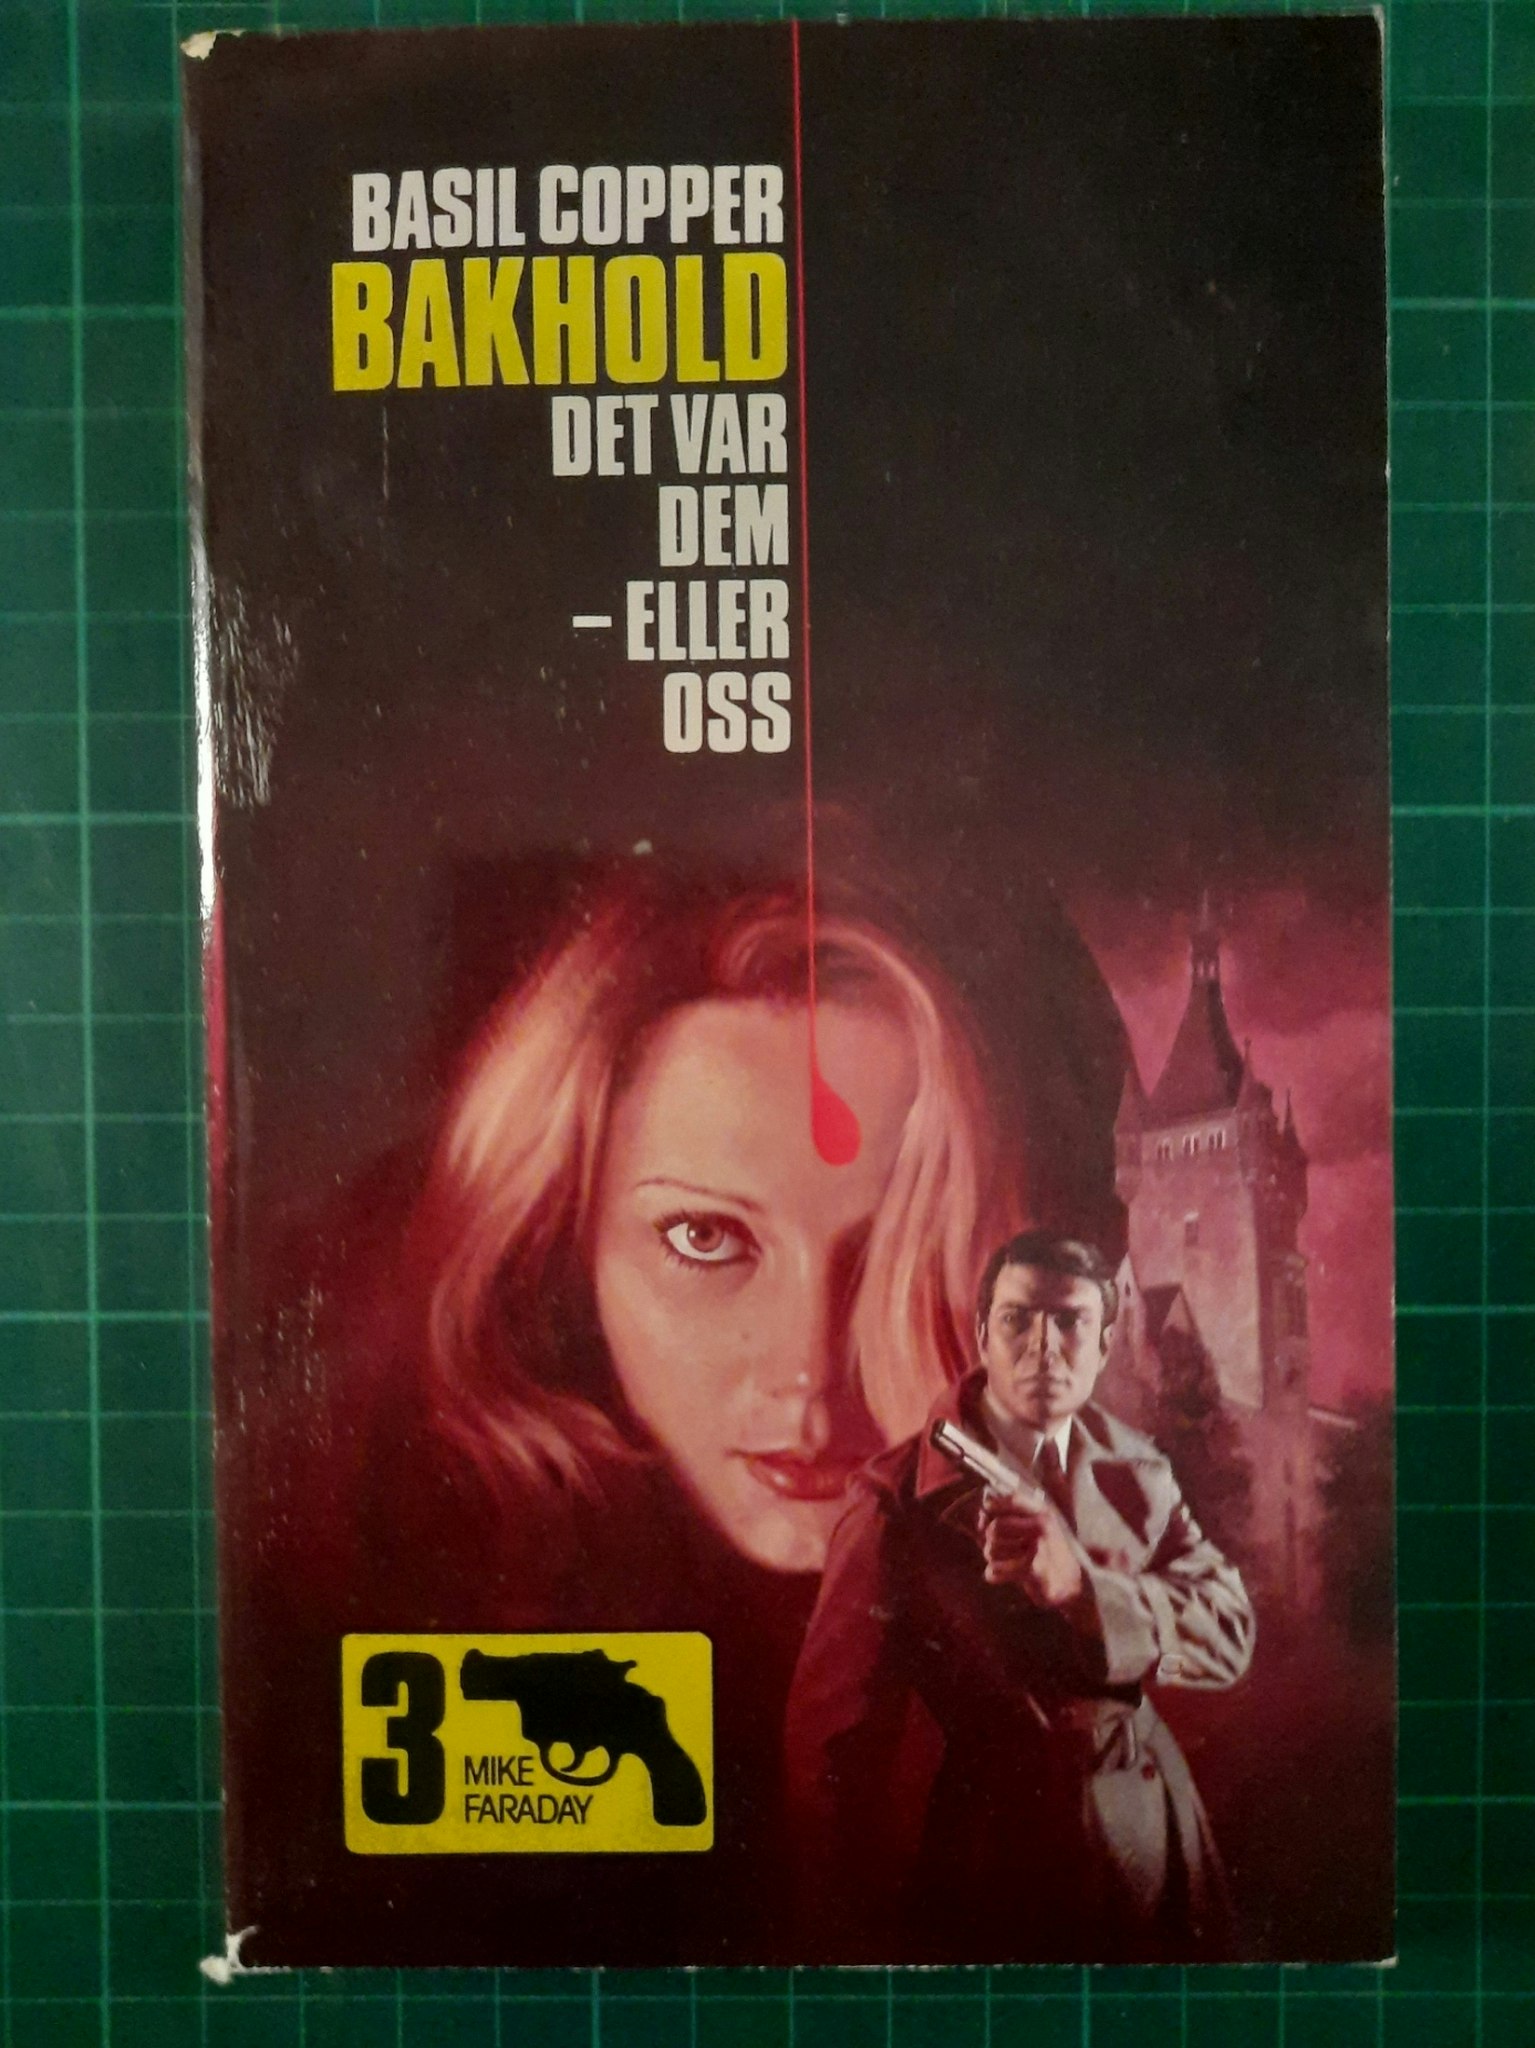 BASIL COPPER
BAKHOLD
DET VAR
DEM
– ELLER
OSS
3
MIKE
FARADAY